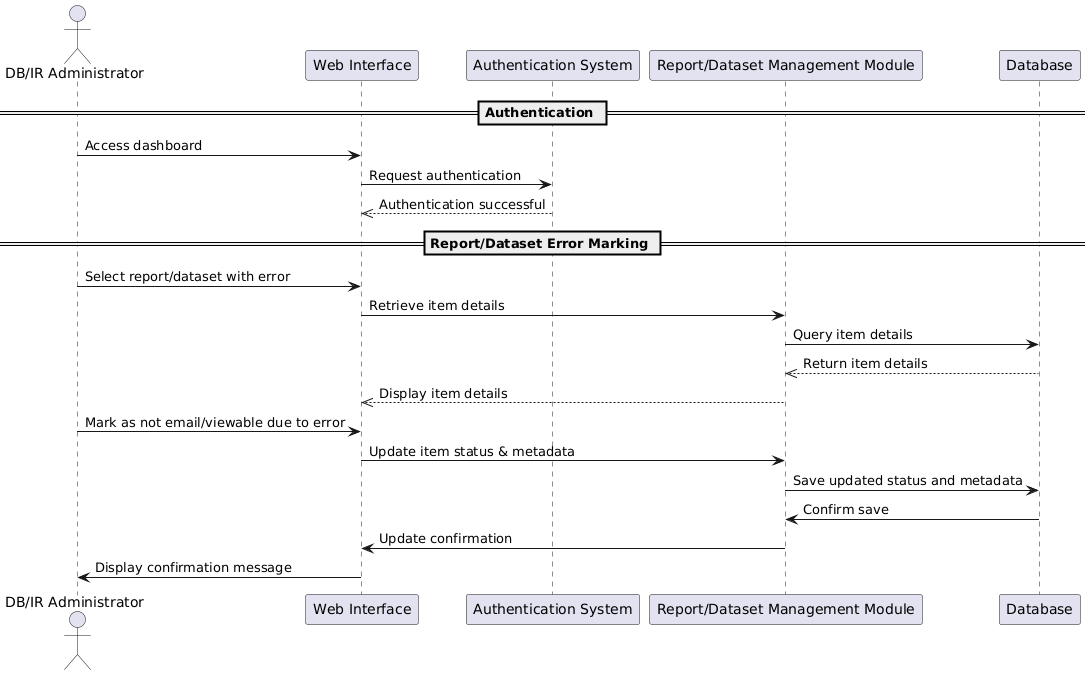 DB/IR Administrator
Web Interface
Authentication System
Report/Dataset Management Module
Database
Authentication
Access dashboard
Request authentication
Authentication successful
Report/Dataset Error Marking
Select report/dataset with error
Retrieve item details
Query item details
Return item details
Display item details
Mark as not email/viewable due to error
Update item status & metadata
Save updated status and metadata
Confirm save
Update confirmation
Display confirmation message
DB/IR Administrator
Web Interface
Authentication System
Report/Dataset Management Module
Database